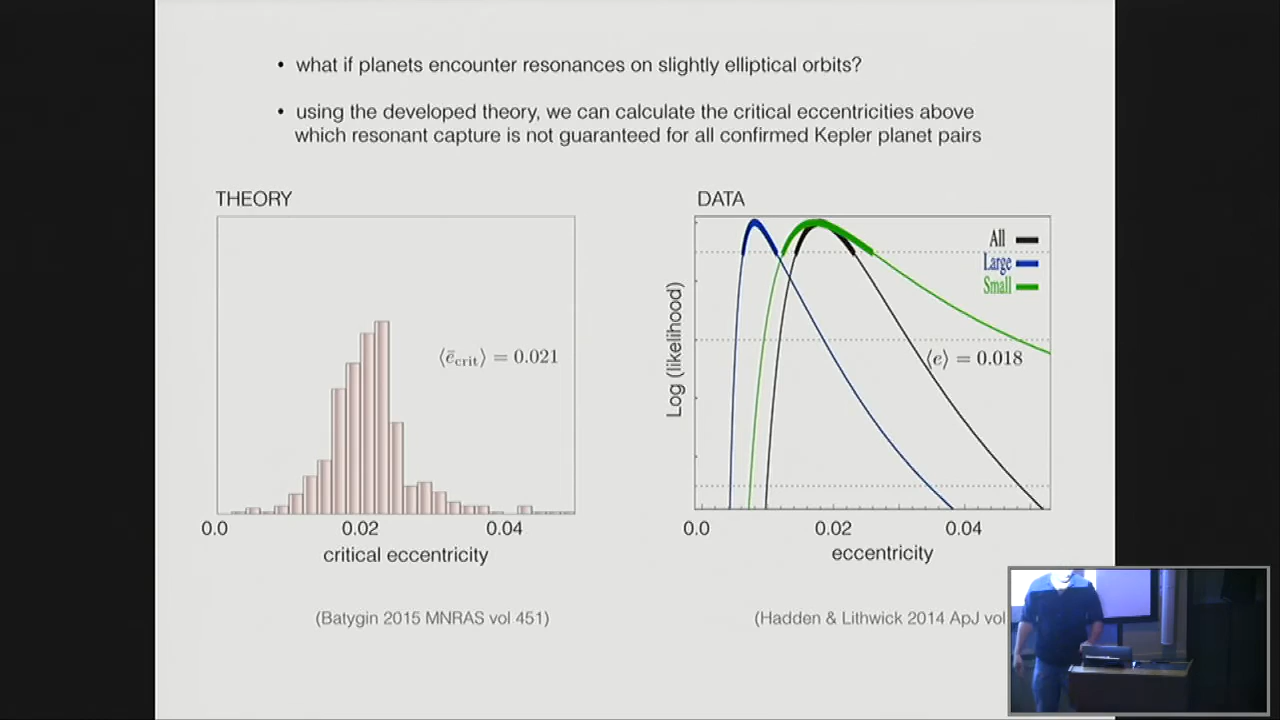 • what if planets encounter resonances on slightly elliptical orbits?
• using the developed theory, we can calculate the critical eccentricities above
which resonant capture is not guaranteed for all confirmed Kepler planet pairs
THEORY
⟨ēcrit⟩ = 0.021
0.0 0.02 0.04
critical eccentricity
(Batygin 2015 MNRAS vol 451)
DATA
All
Large
Small
Log (likelihood)
⟨e⟩ = 0.018
0.0 0.02 0.04
eccentricity
(Hadden & Lithwick 2014 ApJ vol